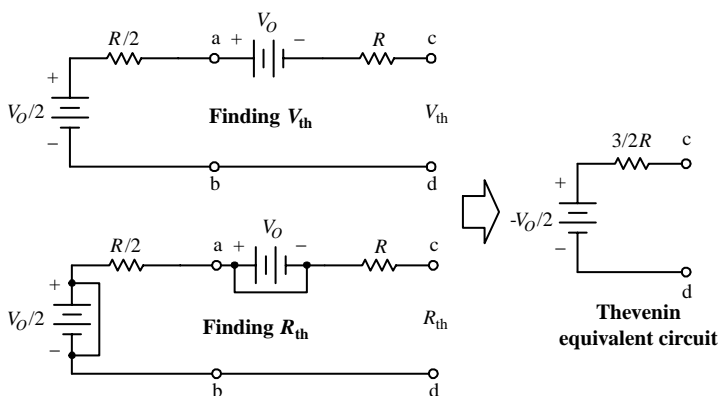 R/2
a
+
V_O
−
R
c
+
V_O/2
−
Finding V_th
V_th
b
d
R/2
a
+
V_O
−
R
c
+
V_O/2
−
Finding R_th
R_th
b
d
3/2R
c
+
-V_O/2
−
d
Thevenin
equivalent circuit